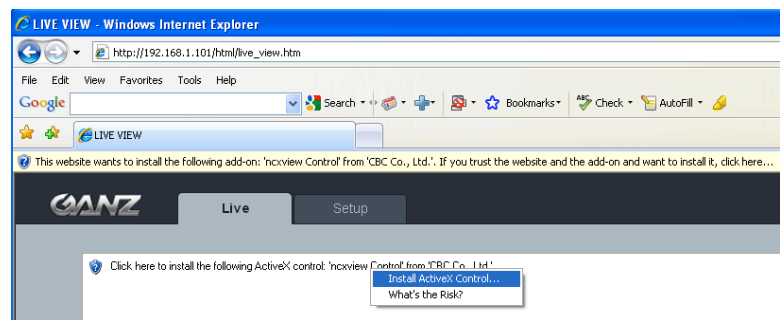 LIVE VIEW - Windows Internet Explorer
http://192.168.1.101/html/live_view.htm
File Edit View Favorites Tools Help
Google Search Bookmarks ABC Check AutoFill
LIVE VIEW
This website wants to install the following add-on: 'ncxview Control' from 'CBC Co., Ltd.'. If you trust the website and the add-on and want to install it, click here...
GANZ Live Setup
Click here to install the following ActiveX control: 'ncxview Control' from 'CBC Co., Ltd.'
Install ActiveX Control...
What's the Risk?